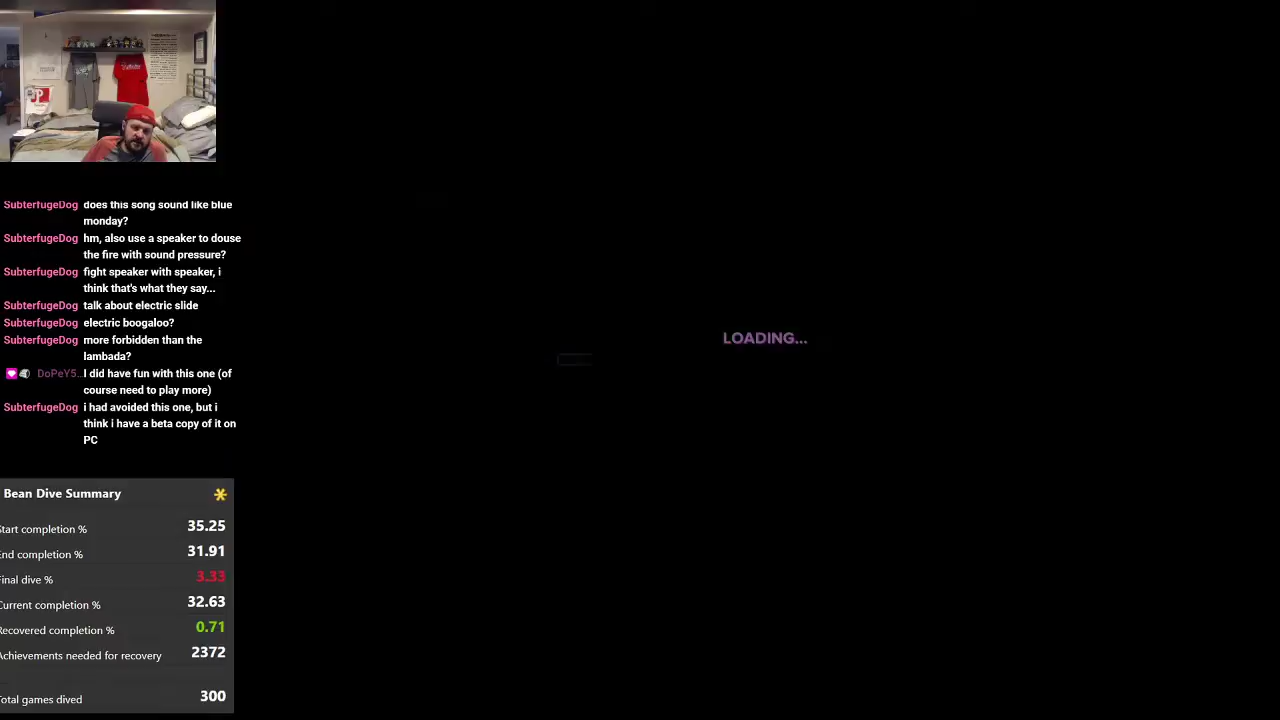 SubterfugeDog does this song sound like blue
monday?
SubterfugeDog hm, also use a speaker to douse
the fire with sound pressure?
SubterfugeDog fight speaker with speaker, i
think that's what they say...
SubterfugeDog talk about electric slide
SubterfugeDog electric boogaloo?
SubterfugeDog more forbidden than the
lambada?
DoPeY5... I did have fun with this one (of
course need to play more)
SubterfugeDog i had avoided this one, but i
think i have a beta copy of it on
PC
LOADING...
Bean Dive Summary
Start completion % 35.25
End completion % 31.91
Final dive % 3.33
Current completion % 32.63
Recovered completion % 0.71
Achievements needed for recovery 2372
Total games dived 300